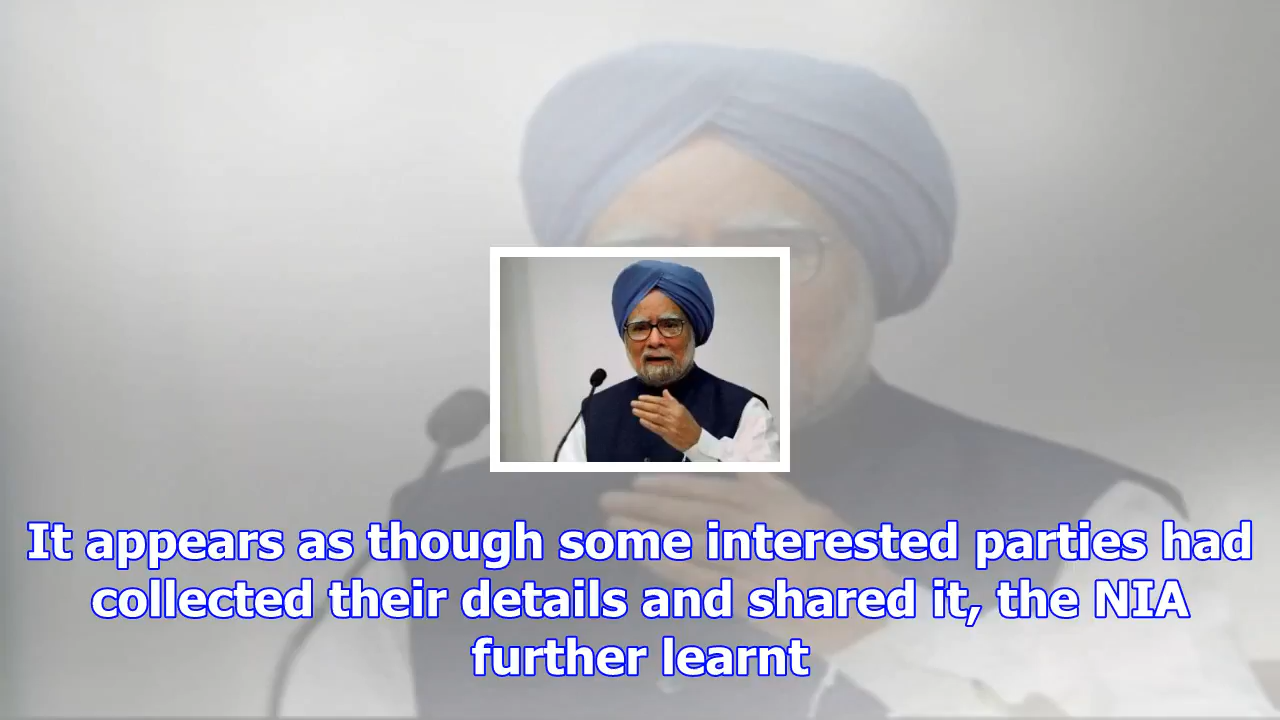 It appears as though some interested parties had
collected their details and shared it, the NIA
further learnt